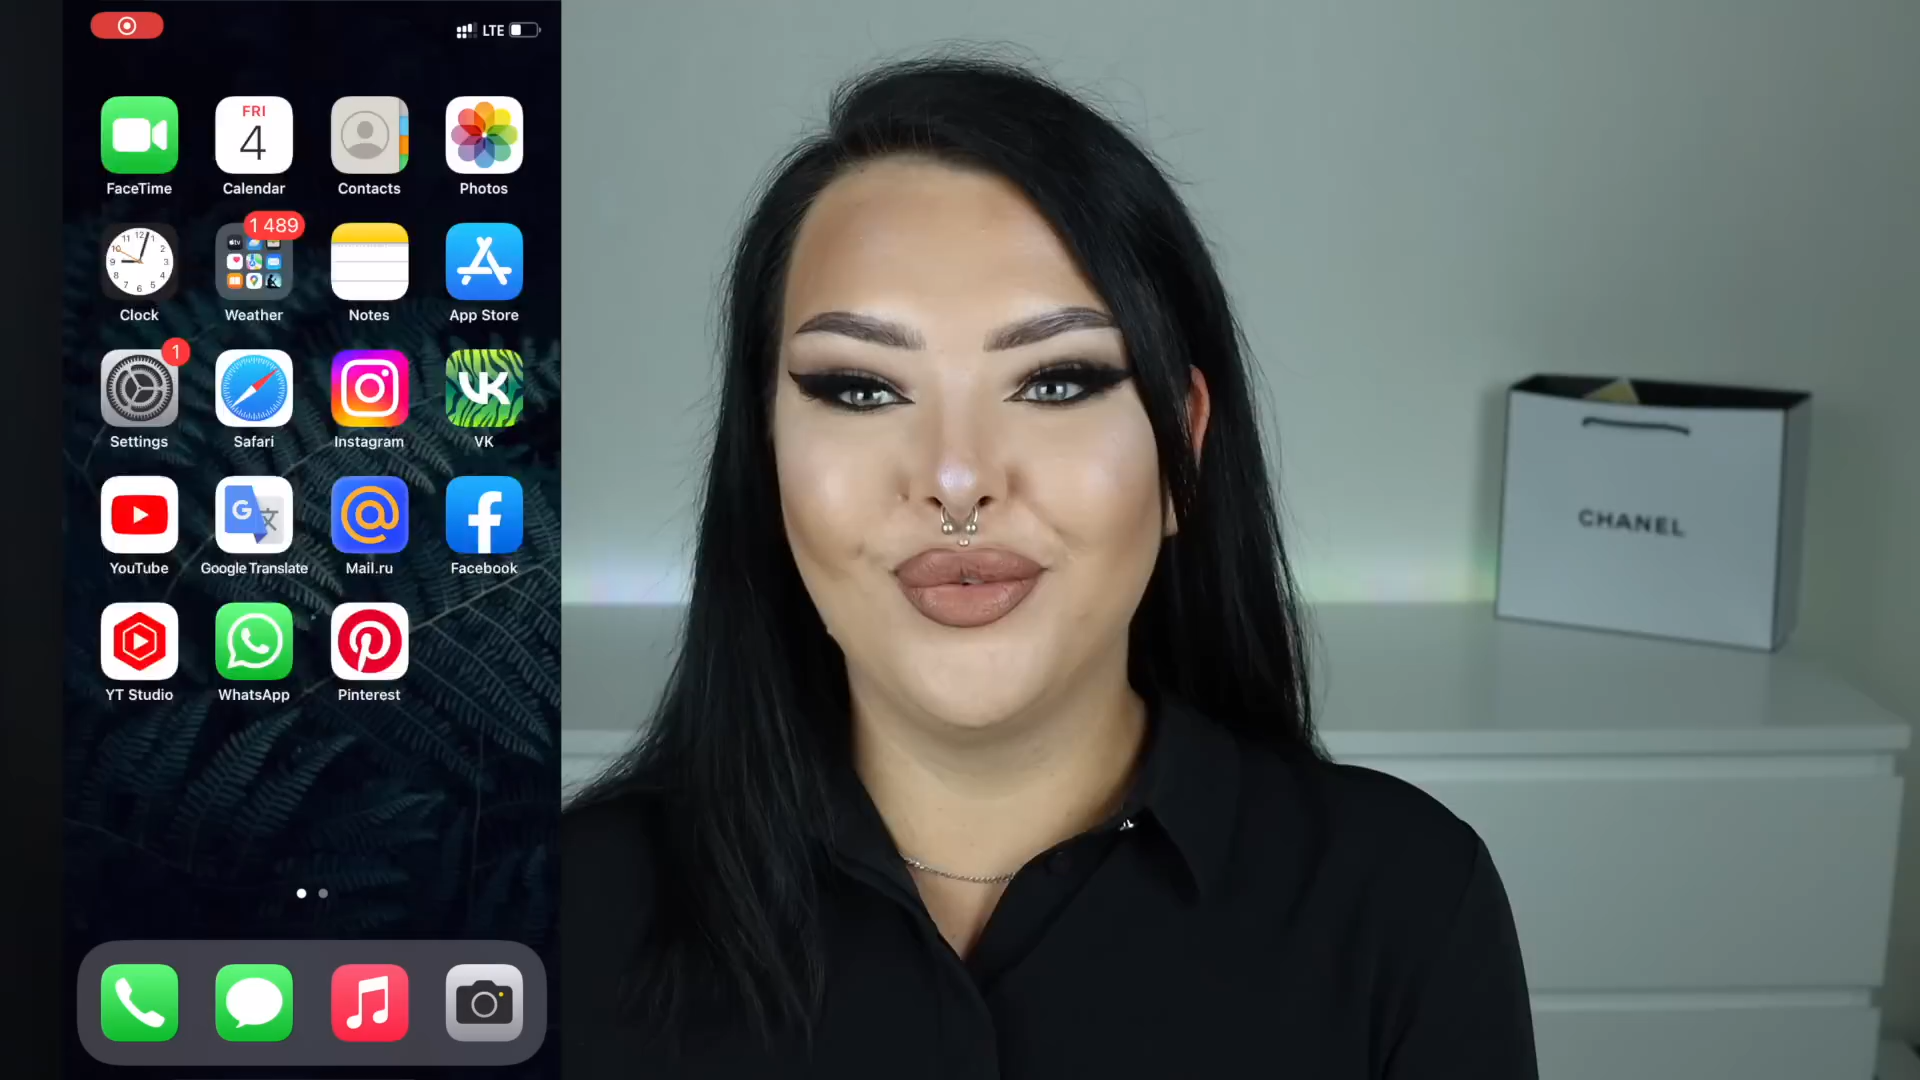 LTE
FRI
4
FaceTime
Calendar
Contacts
Photos
1 489
Clock
Weather
Notes
App Store
1
Settings
Safari
Instagram
VK
YouTube
Google Translate
Mail.ru
Facebook
YT Studio
WhatsApp
Pinterest
CHANEL